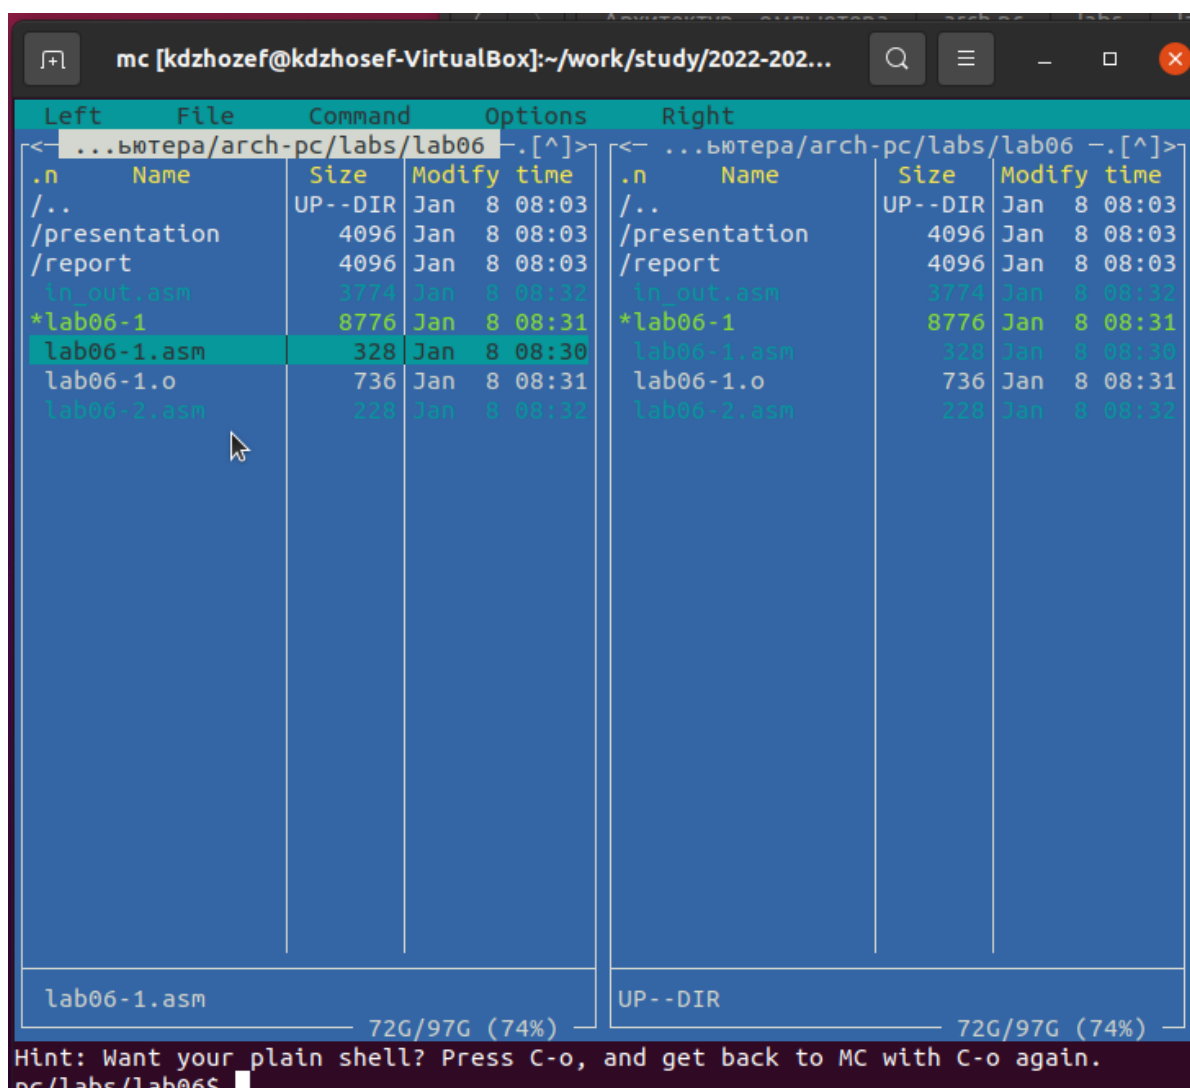 mc [kdzhozef@kdzhosef-VirtualBox]:~/work/study/2022-202...
Left File Command Options Right
<─ ...ьютера/arch-pc/labs/lab06 ─.[^]> <─ ...ьютера/arch-pc/labs/lab06 ─.[^]>
.n Name Size Modify time .n Name Size Modify time
/.. UP--DIR Jan 8 08:03 /.. UP--DIR Jan 8 08:03
/presentation 4096 Jan 8 08:03 /presentation 4096 Jan 8 08:03
/report 4096 Jan 8 08:03 /report 4096 Jan 8 08:03
in_out.asm 3774 Jan 8 08:32 in_out.asm 3774 Jan 8 08:32
*lab06-1 8776 Jan 8 08:31 *lab06-1 8776 Jan 8 08:31
lab06-1.asm 328 Jan 8 08:30 lab06-1.asm 328 Jan 8 08:30
lab06-1.o 736 Jan 8 08:31 lab06-1.o 736 Jan 8 08:31
lab06-2.asm 228 Jan 8 08:32 lab06-2.asm 228 Jan 8 08:32
lab06-1.asm UP--DIR
72G/97G (74%) 72G/97G (74%)
Hint: Want your plain shell? Press C-o, and get back to MC with C-o again.
pc/labs/lab06$